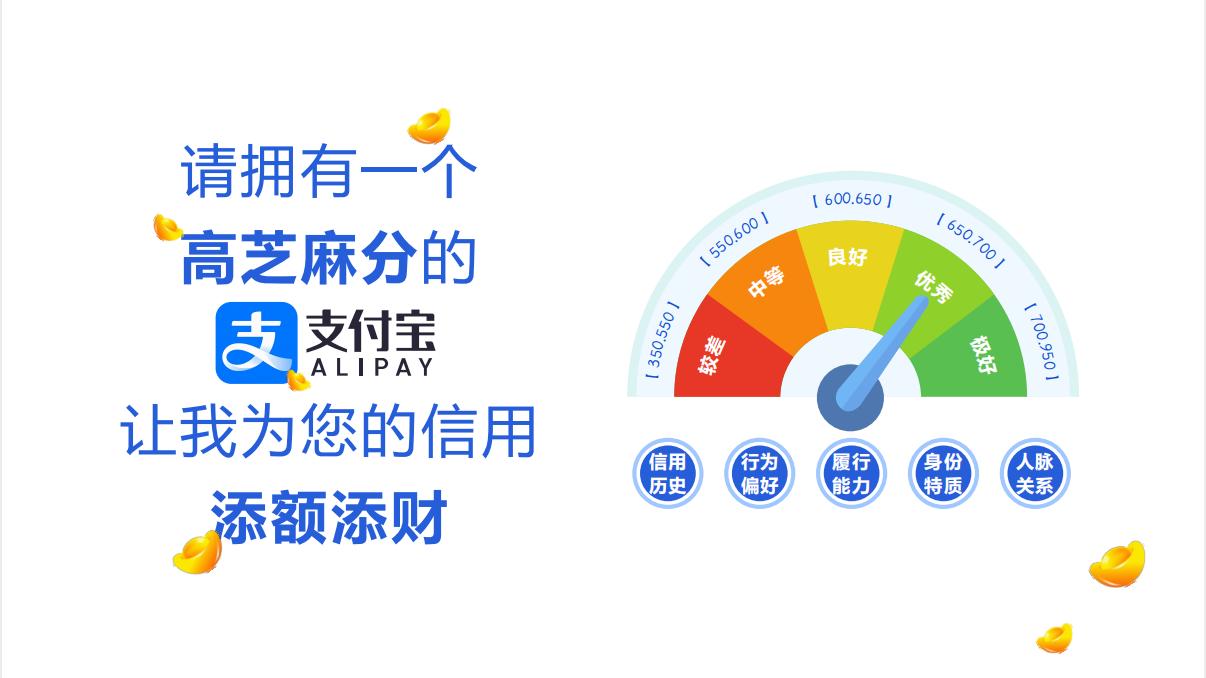 请拥有一个
高芝麻分的
支 支付宝
ALIPAY
让我为您的信用
添额添财
[ 350.550 ]
[ 550.600 ]
[ 600.650 ]
[ 650.700 ]
[ 700.950 ]
较差
中等
良好
优秀
极好
信用
历史
行为
偏好
履行
能力
身份
特质
人脉
关系